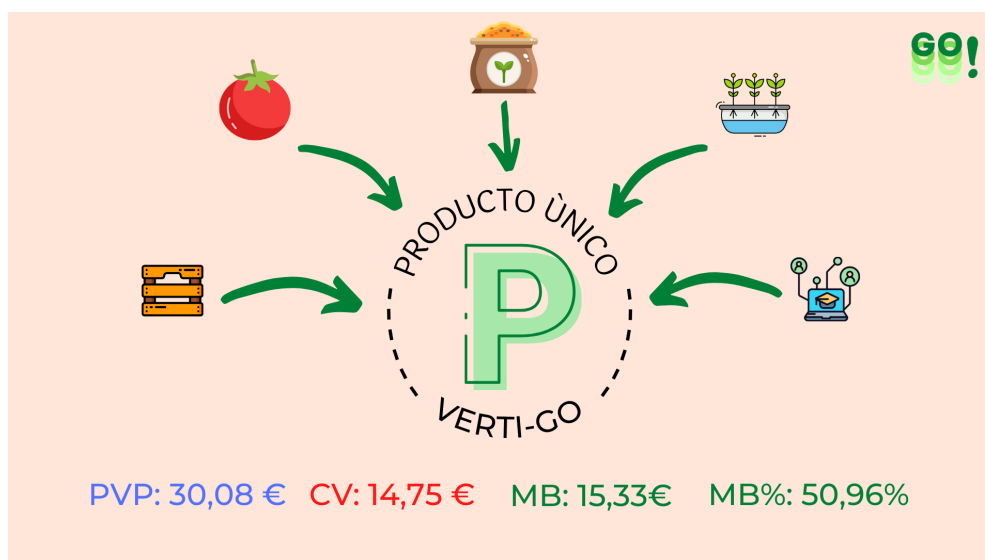 GO!
PRODUCTO ÙNICO
P
VERTI-GO
PVP: 30,08 € CV: 14,75 € MB: 15,33€ MB%: 50,96%